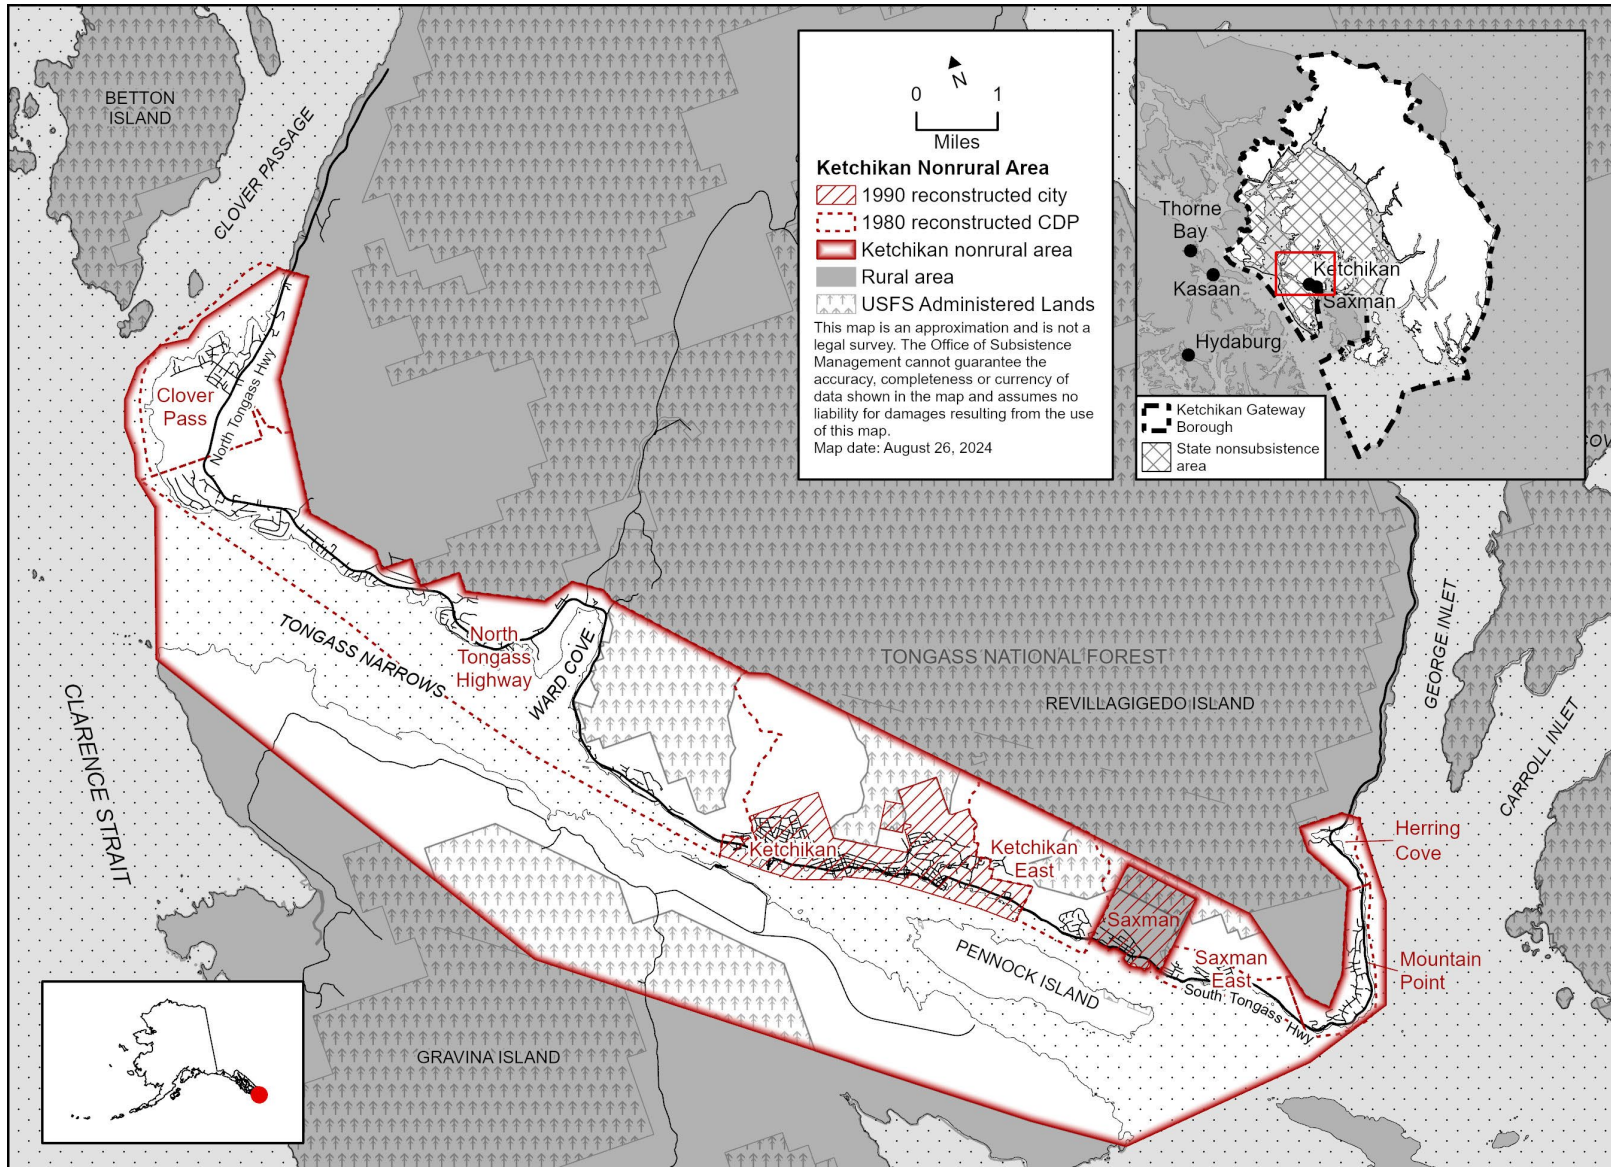 BETTON
ISLAND
CLOVER PASSAGE
0 1
N
Miles
Ketchikan Nonrural Area
1990 reconstructed city
1980 reconstructed CDP
Ketchikan nonrural area
Rural area
USFS Administered Lands
This map is an approximation and is not a
legal survey. The Office of Subsistence
Management cannot guarantee the
accuracy, completeness or currency of
data shown in the map and assumes no
liability for damages resulting from the use
of this map.
Map date: August 26, 2024
Thorne
Bay
Kasaan
Ketchikan
Saxman
Hydaburg
Ketchikan Gateway
Borough
State nonsubsistence
area
Clover
Pass
North Tongass Hwy
TONGASS NARROWS
North
Tongass
Highway
WARD COVE
TONGASS NATIONAL FOREST
REVILLAGIGEDO ISLAND
GEORGE INLET
CARROLL INLET
CLARENCE STRAIT
Ketchikan
Ketchikan
East
Saxman
Saxman
East
South Tongass Hwy
Herring
Cove
Mountain
Point
PENNOCK ISLAND
GRAVINA ISLAND